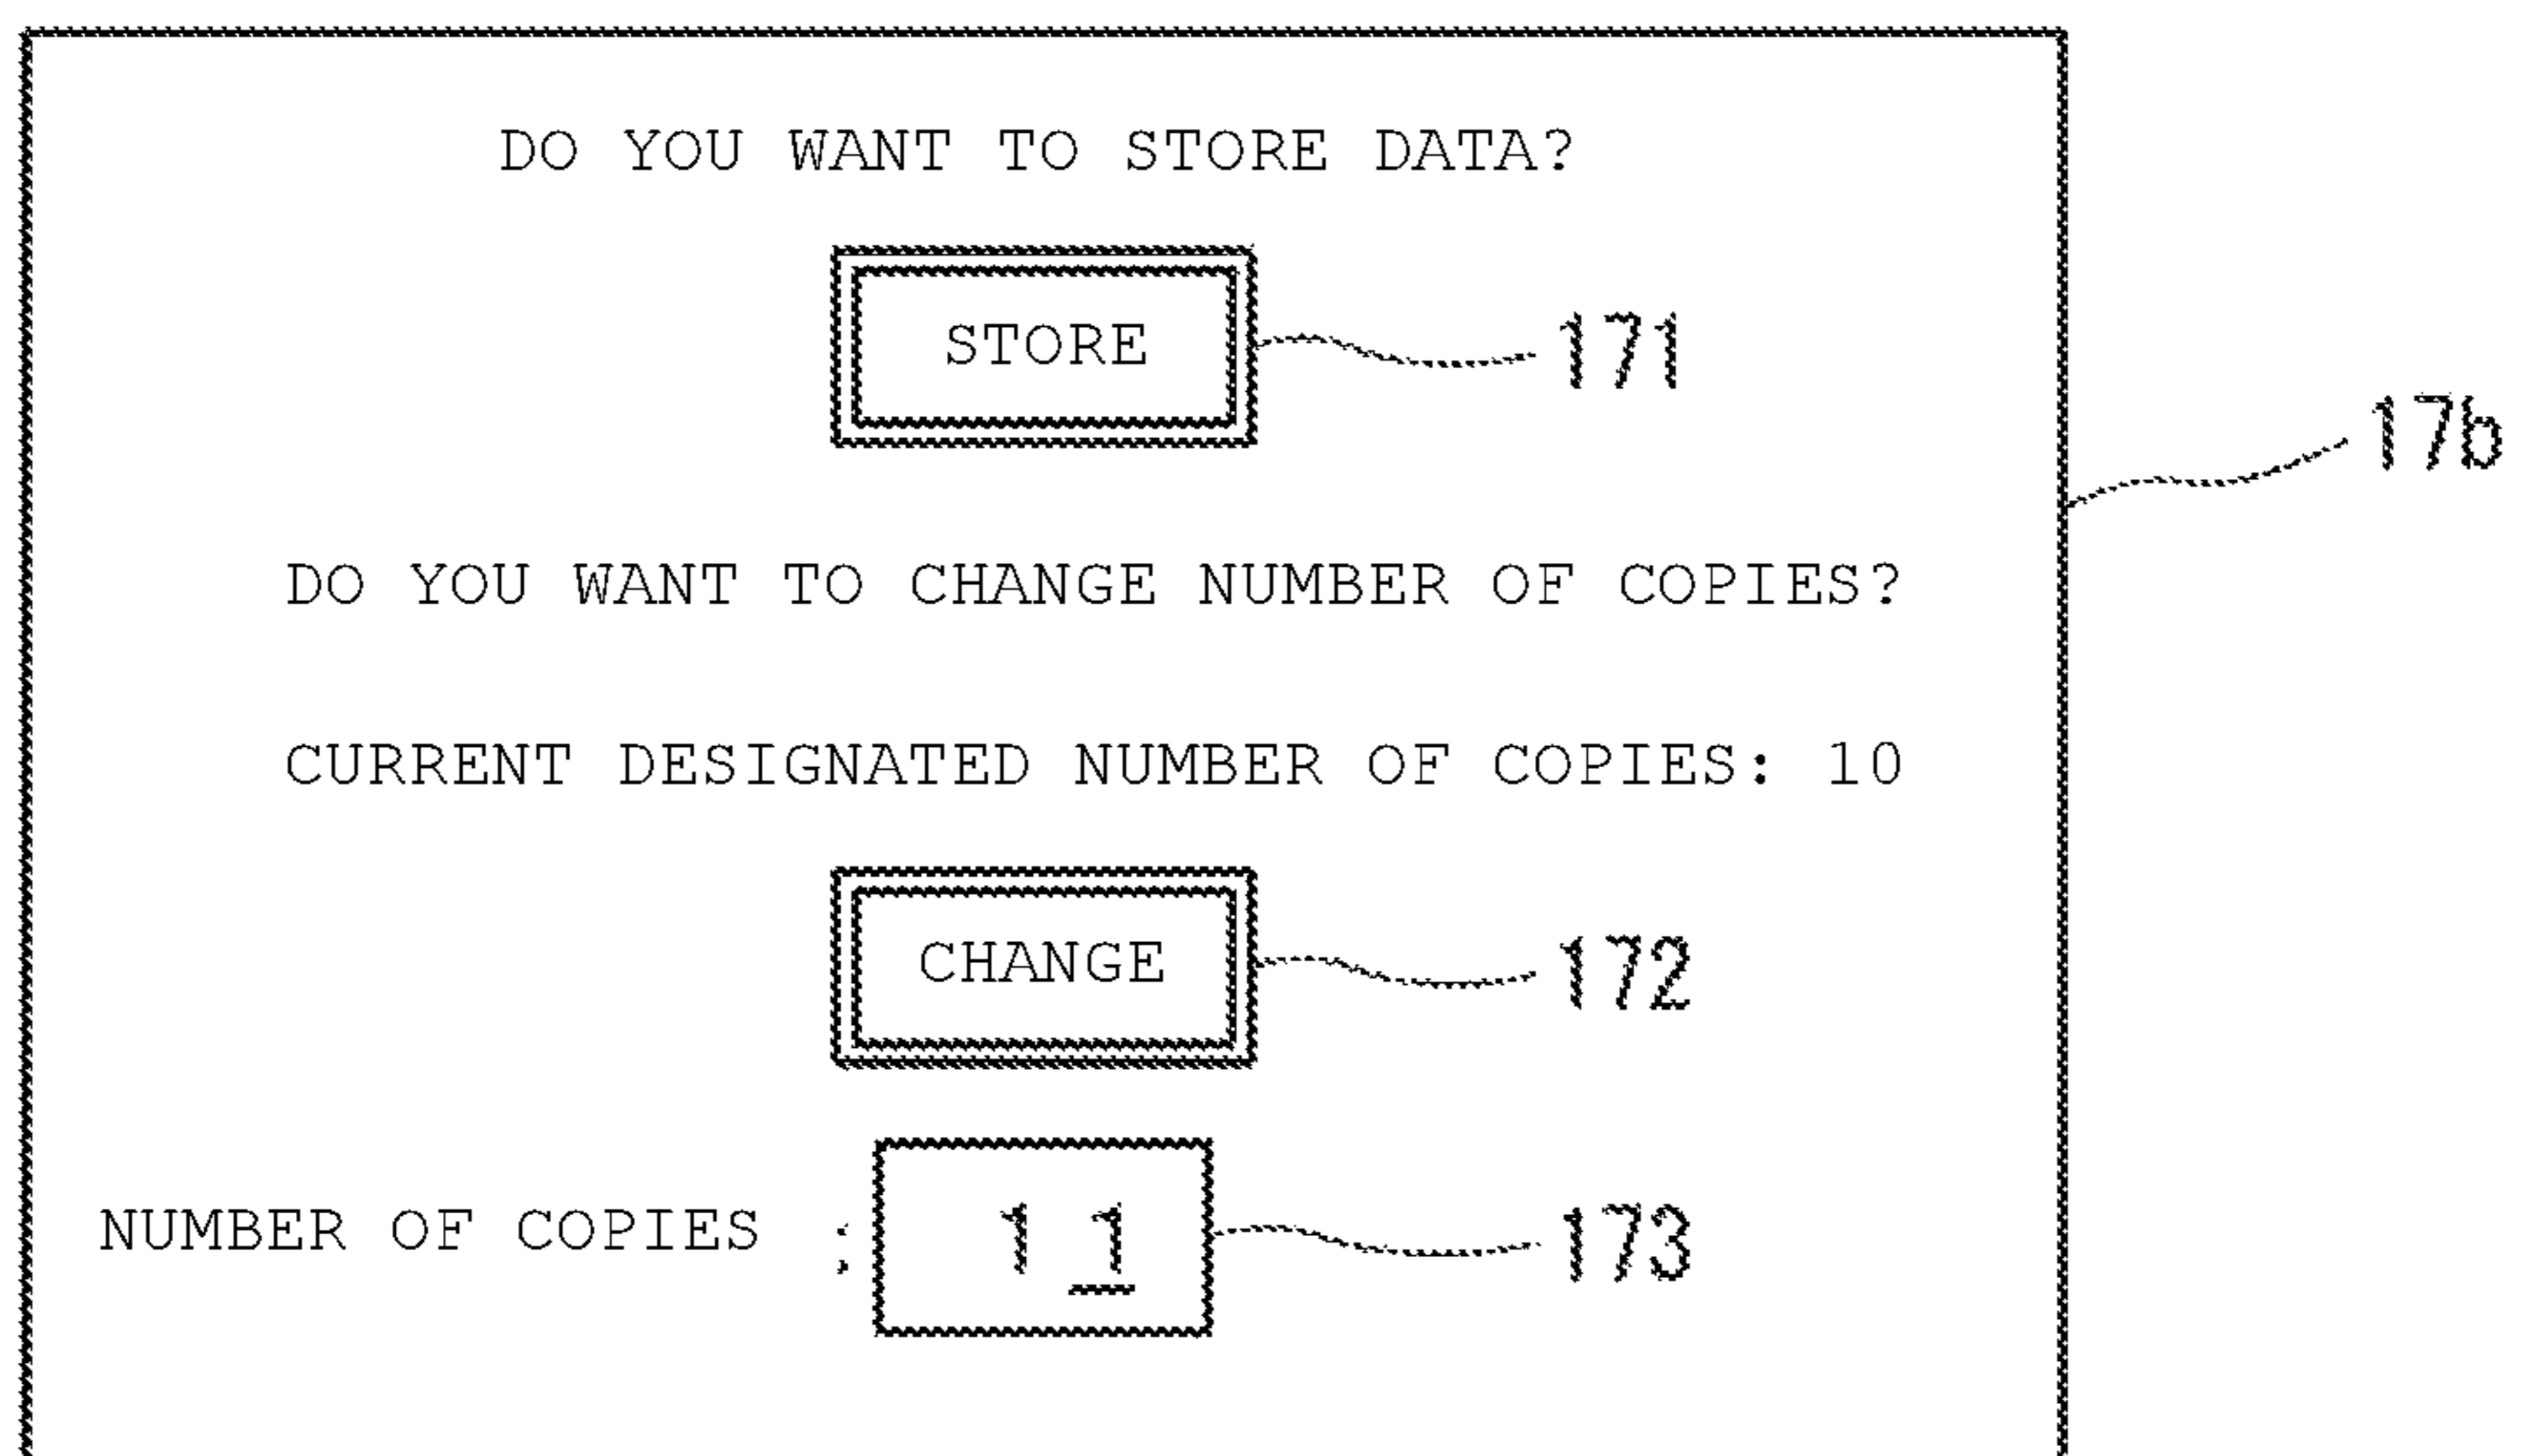 DO YOU WANT TO STORE DATA?
STORE
171
17b
DO YOU WANT TO CHANGE NUMBER OF COPIES?
CURRENT DESIGNATED NUMBER OF COPIES: 10
CHANGE
172
NUMBER OF COPIES : 11
173